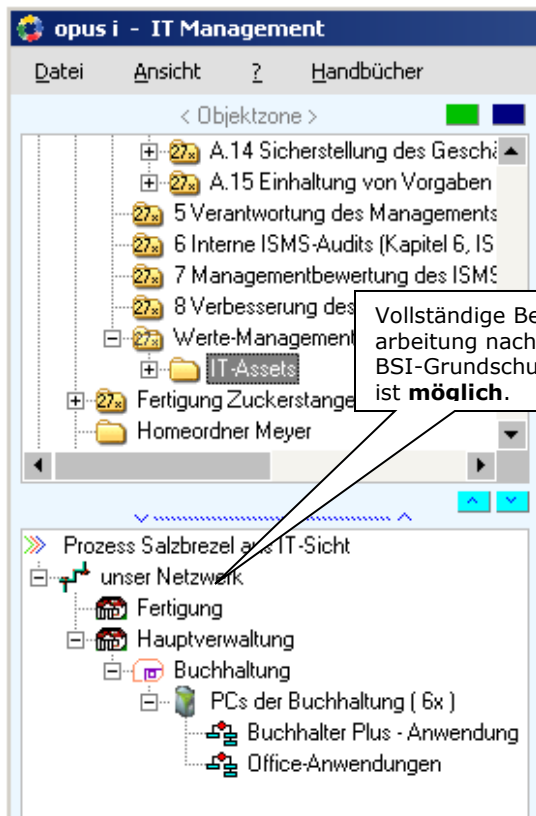 opus i - IT Management
Datei Ansicht ? Handbücher
< Objektzone >
A.14 Sicherstellung des Geschä
A.15 Einhaltung von Vorgaben
5 Verantwortung des Managements
6 Interne ISMS-Audits (Kapitel 6, IS
7 Managementbewertung des ISMS
8 Verbesserung des
Werte-Management
IT-Assets
Fertigung Zuckerstange
Homeordner Meyer
Vollständige Be
arbeitung nach
BSI-Grundschu
ist möglich.
Prozess Salzbrezel aus IT-Sicht
unser Netzwerk
Fertigung
Hauptverwaltung
Buchhaltung
PCs der Buchhaltung ( 6x )
Buchhalter Plus - Anwendung
Office-Anwendungen